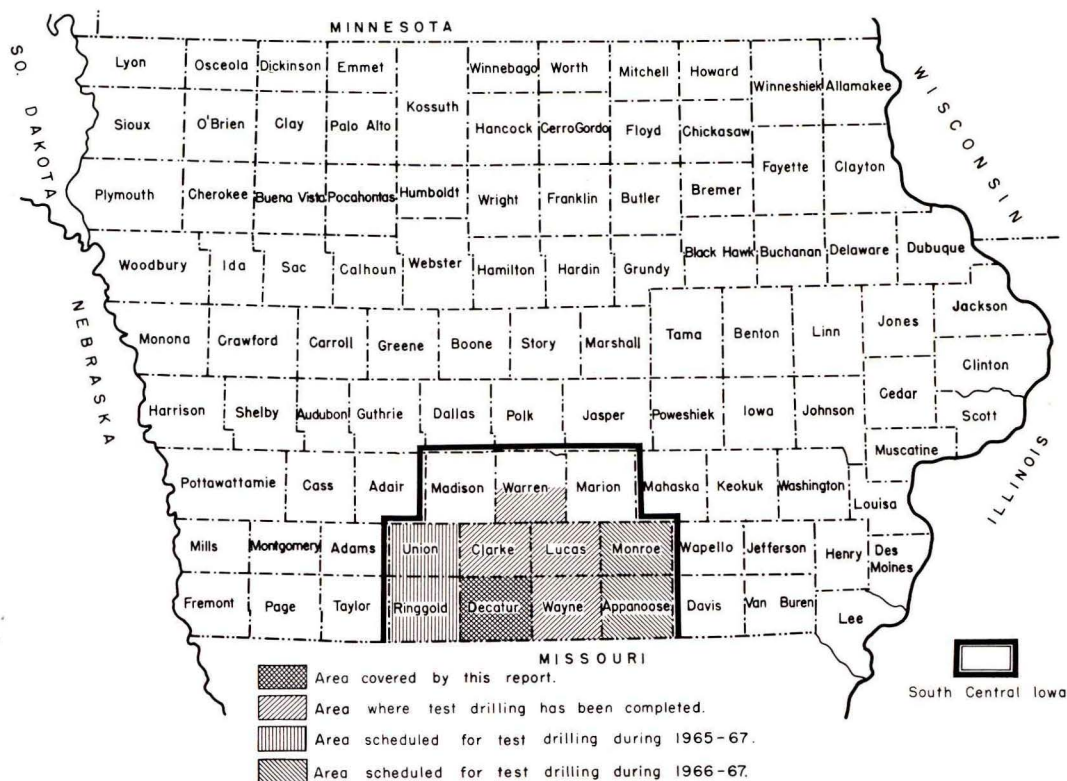 MINNESOTA
SO. DAKOTA
WISCONSIN
Lyon Osceola Dickinson Emmet Kossuth Winnebago Worth Mitchell Howard Winneshiek Allamakee
Sioux O'Brien Clay Palo Alto Hancock CerroGordo Floyd Chickasaw
Fayette Clayton
Plymouth Cherokee Buena Vista Pocahontas Humboldt Wright Franklin Butler Bremer
Woodbury Ida Sac Calhoun Webster Hamilton Hardin Grundy Black Hawk Buchanan Delaware Dubuque
NEBRASKA
Monona Crawford Carroll Greene Boone Story Marshall Tama Benton Linn Jones Jackson
Clinton
Harrison Shelby Audubon Guthrie Dallas Polk Jasper Poweshiek Iowa Johnson Cedar Scott
Muscatine
ILLINOIS
Pottawattamie Cass Adair Madison Warren Marion Mahaska Keokuk Washington Louisa
Mills Montgomery Adams Union Clarke Lucas Monroe Wapello Jefferson Henry Des Moines
Fremont Page Taylor Ringgold Decatur Wayne Appanoose Davis Van Buren Lee
MISSOURI
Area covered by this report.
Area where test drilling has been completed.
Area scheduled for test drilling during 1965-67.
Area scheduled for test drilling during 1966-67.
South Central Iowa